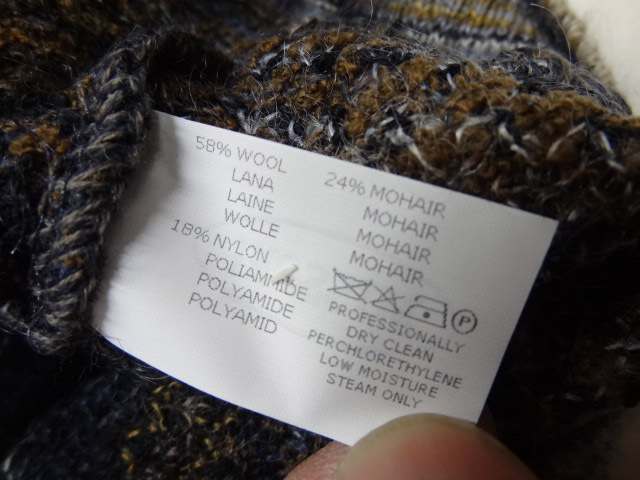 58% WOOL
LANA
LAINE
WOLLE
18% NYLON
POLIAMMIDE
POLYAMIDE
POLYAMID
24% MOHAIR
MOHAIR
MOHAIR
MOHAIR
P
PROFESSIONALLY
DRY CLEAN
PERCHLORETHYLENE
LOW MOISTURE
STEAM ONLY